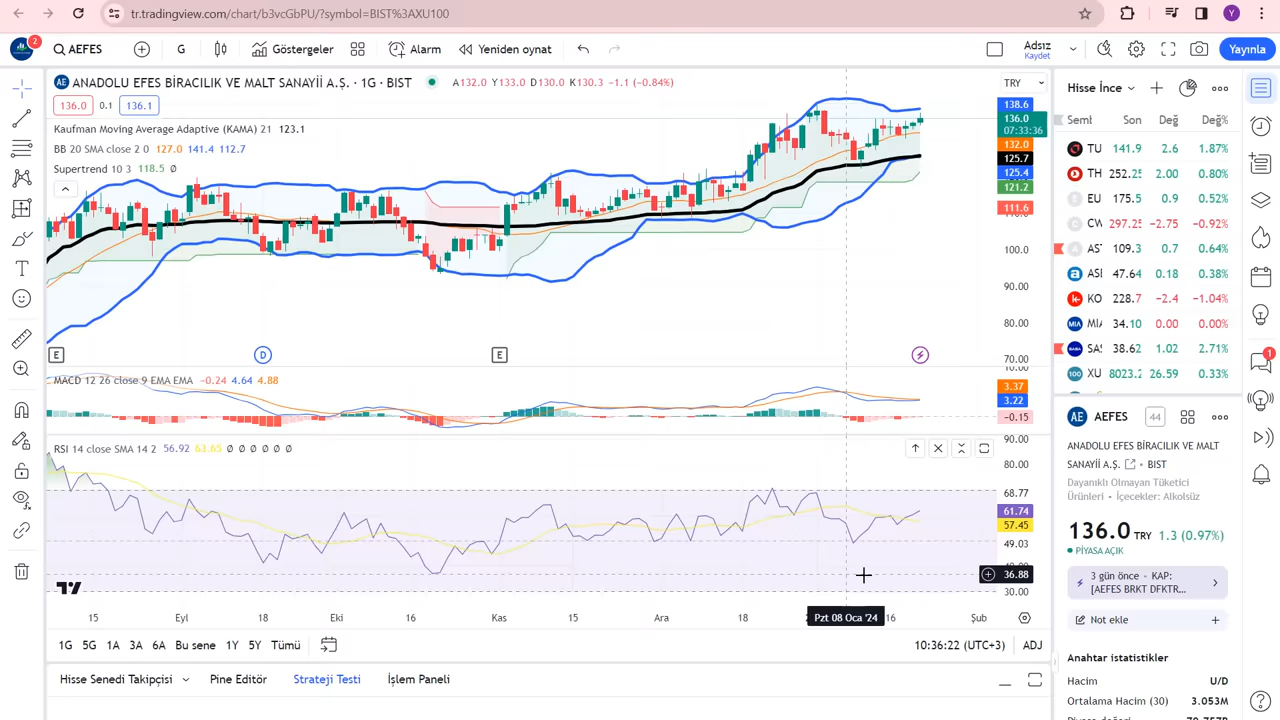 tr.tradingview.com/chart/b3vcGbPU/?symbol=BIST%3AXU100
Y
2
AEFES
G
Göstergeler
Alarm
Yeniden oynat
Adsız
Kaydet
Yayınla
AE ANADOLU EFES BİRACILIK VE MALT SANAYİİ A.Ş. · 1G · BIST
A132.0 Y133.0 D130.0 K130.3 −1.1 (−0.84%)
TRY
136.0 0.1 136.1
Kaufman Moving Average Adaptive (KAMA) 21 123.1
BB 20 SMA close 2 0 127.0 141.4 112.7
Supertrend 10 3 118.5 Ø
138.6
136.0
07:33:36
132.0
125.7
125.4
121.2
111.6
100.0
90.00
80.00
70.00
E
D
E
MACD 12 26 close 9 EMA EMA −0.24 4.64 4.88
10.00
3.37
3.22
−0.15
RSI 14 close SMA 14 2 56.92 63.65 Ø Ø Ø Ø Ø Ø
90.00
80.00
68.77
61.74
57.45
49.03
36.88
30.00
15 Eyl 18 Eki 16 Kas 15 Ara 18 Pzt 08 Oca '24 16 Şub
1G 5G 1A 3A 6A Bu sene 1Y 5Y Tümü
10:36:22 (UTC+3) ADJ
Hisse Senedi Takipçisi Pine Editör Strateji Testi İşlem Paneli
Hisse İnce
Semt Son Değ Değ%
TU 141.9 2.6 1.87%
TH 252.25 2.00 0.80%
EU 175.5 0.9 0.52%
CW 297.25 −2.75 −0.92%
AST 109.3 0.7 0.64%
ASI 47.64 0.18 0.38%
KO 228.7 −2.4 −1.04%
MIA 34.10 0.00 0.00%
SAS 38.62 1.02 2.71%
100 XU 8023.2 26.59 0.33%
AE AEFES 44
ANADOLU EFES BİRACILIK VE MALT
SANAYİİ A.Ş. • BIST
Dayanıklı Olmayan Tüketici
Ürünleri • İçecekler: Alkolsüz
136.0 TRY 1.3 (0.97%)
PİYASA AÇIK
3 gün önce - KAP:
[AEFES BRKT DFKTR...
Not ekle
Anahtar istatistikler
Hacim U/D
Ortalama Hacim (30) 3.053M
1